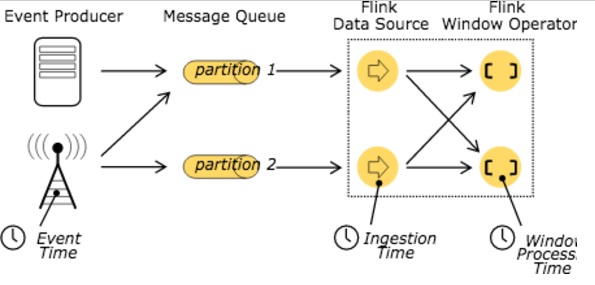 Event Producer
Message Queue
Flink
Data Source
Flink
Window Operator
partition 1
partition 2
Event
Time
Ingestion
Time
Window
Process
Time